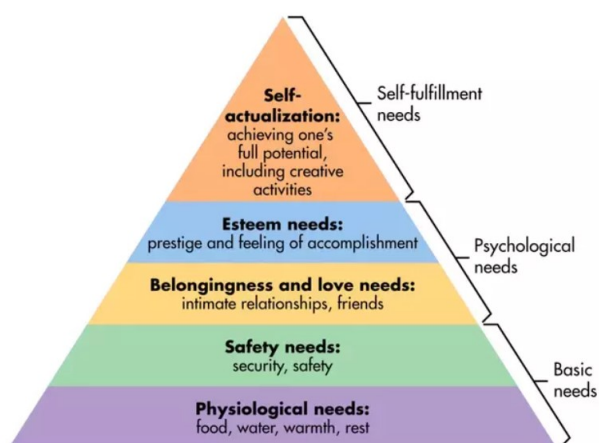 Self-
actualization:
achieving one's
full potential,
including creative
activities
Self-fulfillment
needs
Esteem needs:
prestige and feeling of accomplishment
Psychological
needs
Belongingness and love needs:
intimate relationships, friends
Safety needs:
security, safety
Basic
needs
Physiological needs:
food, water, warmth, rest